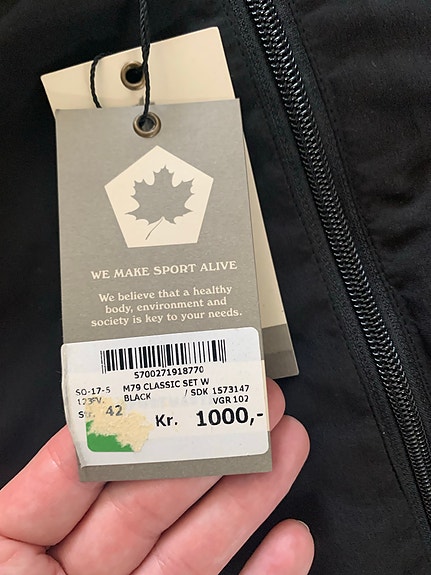 WE MAKE SPORT ALIVE
We believe that a healthy
body, environment and
society is key to your needs.
5700271918770
SO-17-5 M79 CLASSIC SET W
BLACK / SDK 1573147
VGR 102
42 Kr. 1000,-